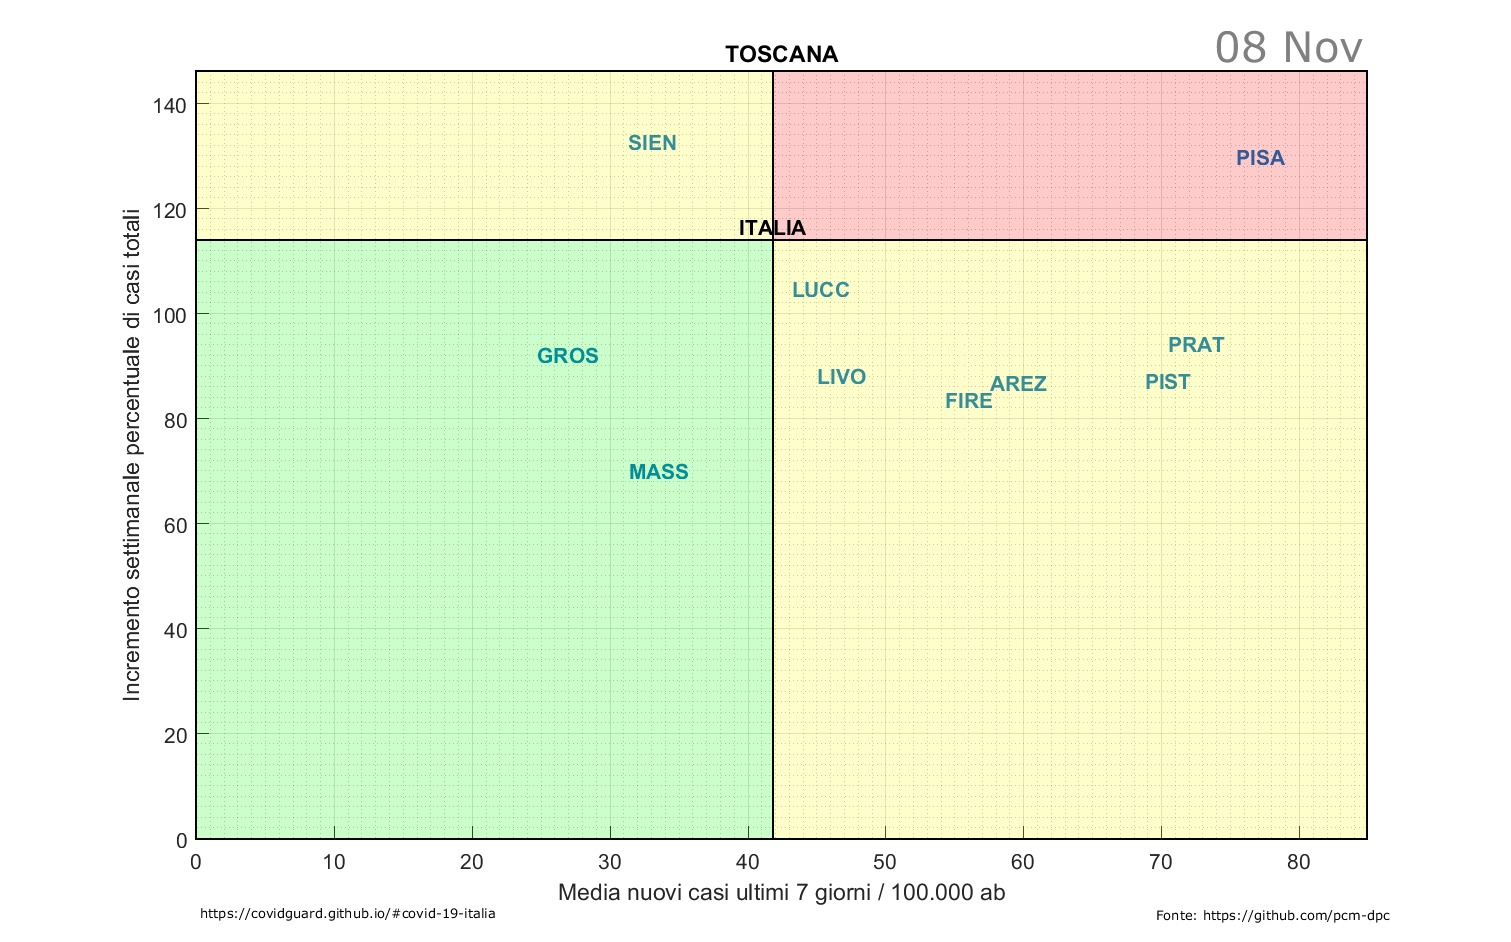 08 Nov
TOSCANA
140
SIEN
PISA
120
ITALIA
Incremento settimanale percentuale di casi totali
100
LUCC
GROS
PRAT
LIVO
AREZ
PIST
FIRE
80
MASS
60
40
20
0
0 10 20 30 40 50 60 70 80
Media nuovi casi ultimi 7 giorni / 100.000 ab
https://covidguard.github.io/#covid-19-italia
Fonte: https://github.com/pcm-dpc